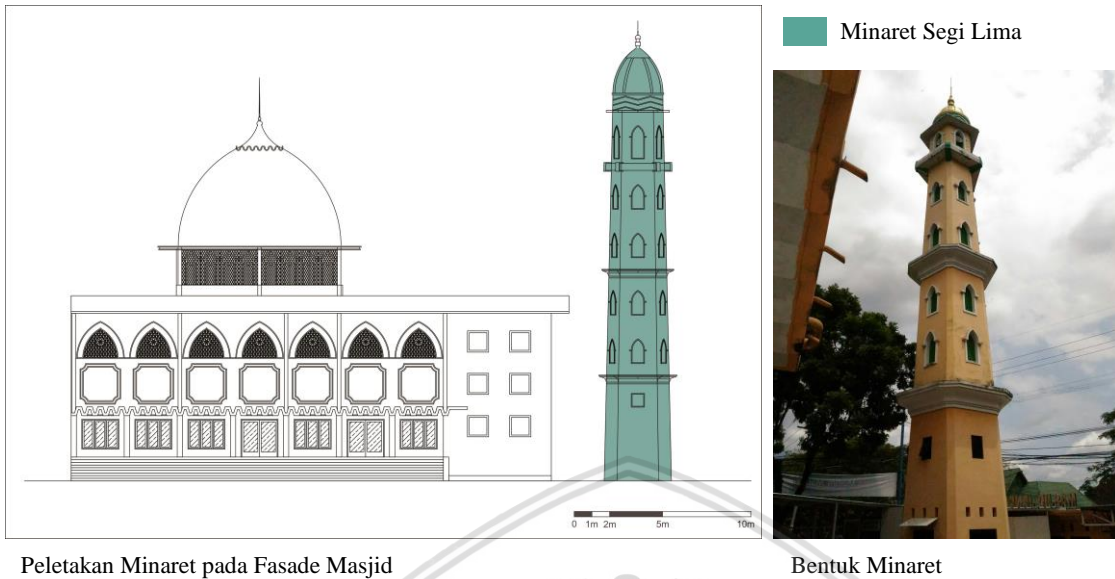 Minaret Segi Lima
0 1m 2m 5m 10m
Peletakan Minaret pada Fasade Masjid
Bentuk Minaret